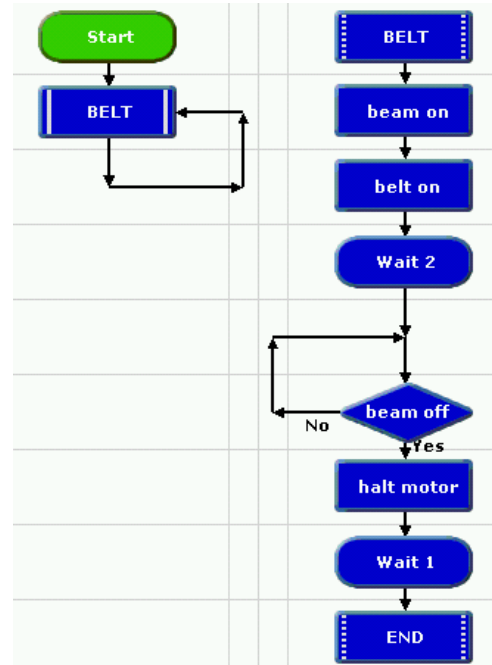 Start
BELT
BELT
beam on
belt on
Wait 2
beam off
No
Yes
halt motor
Wait 1
END